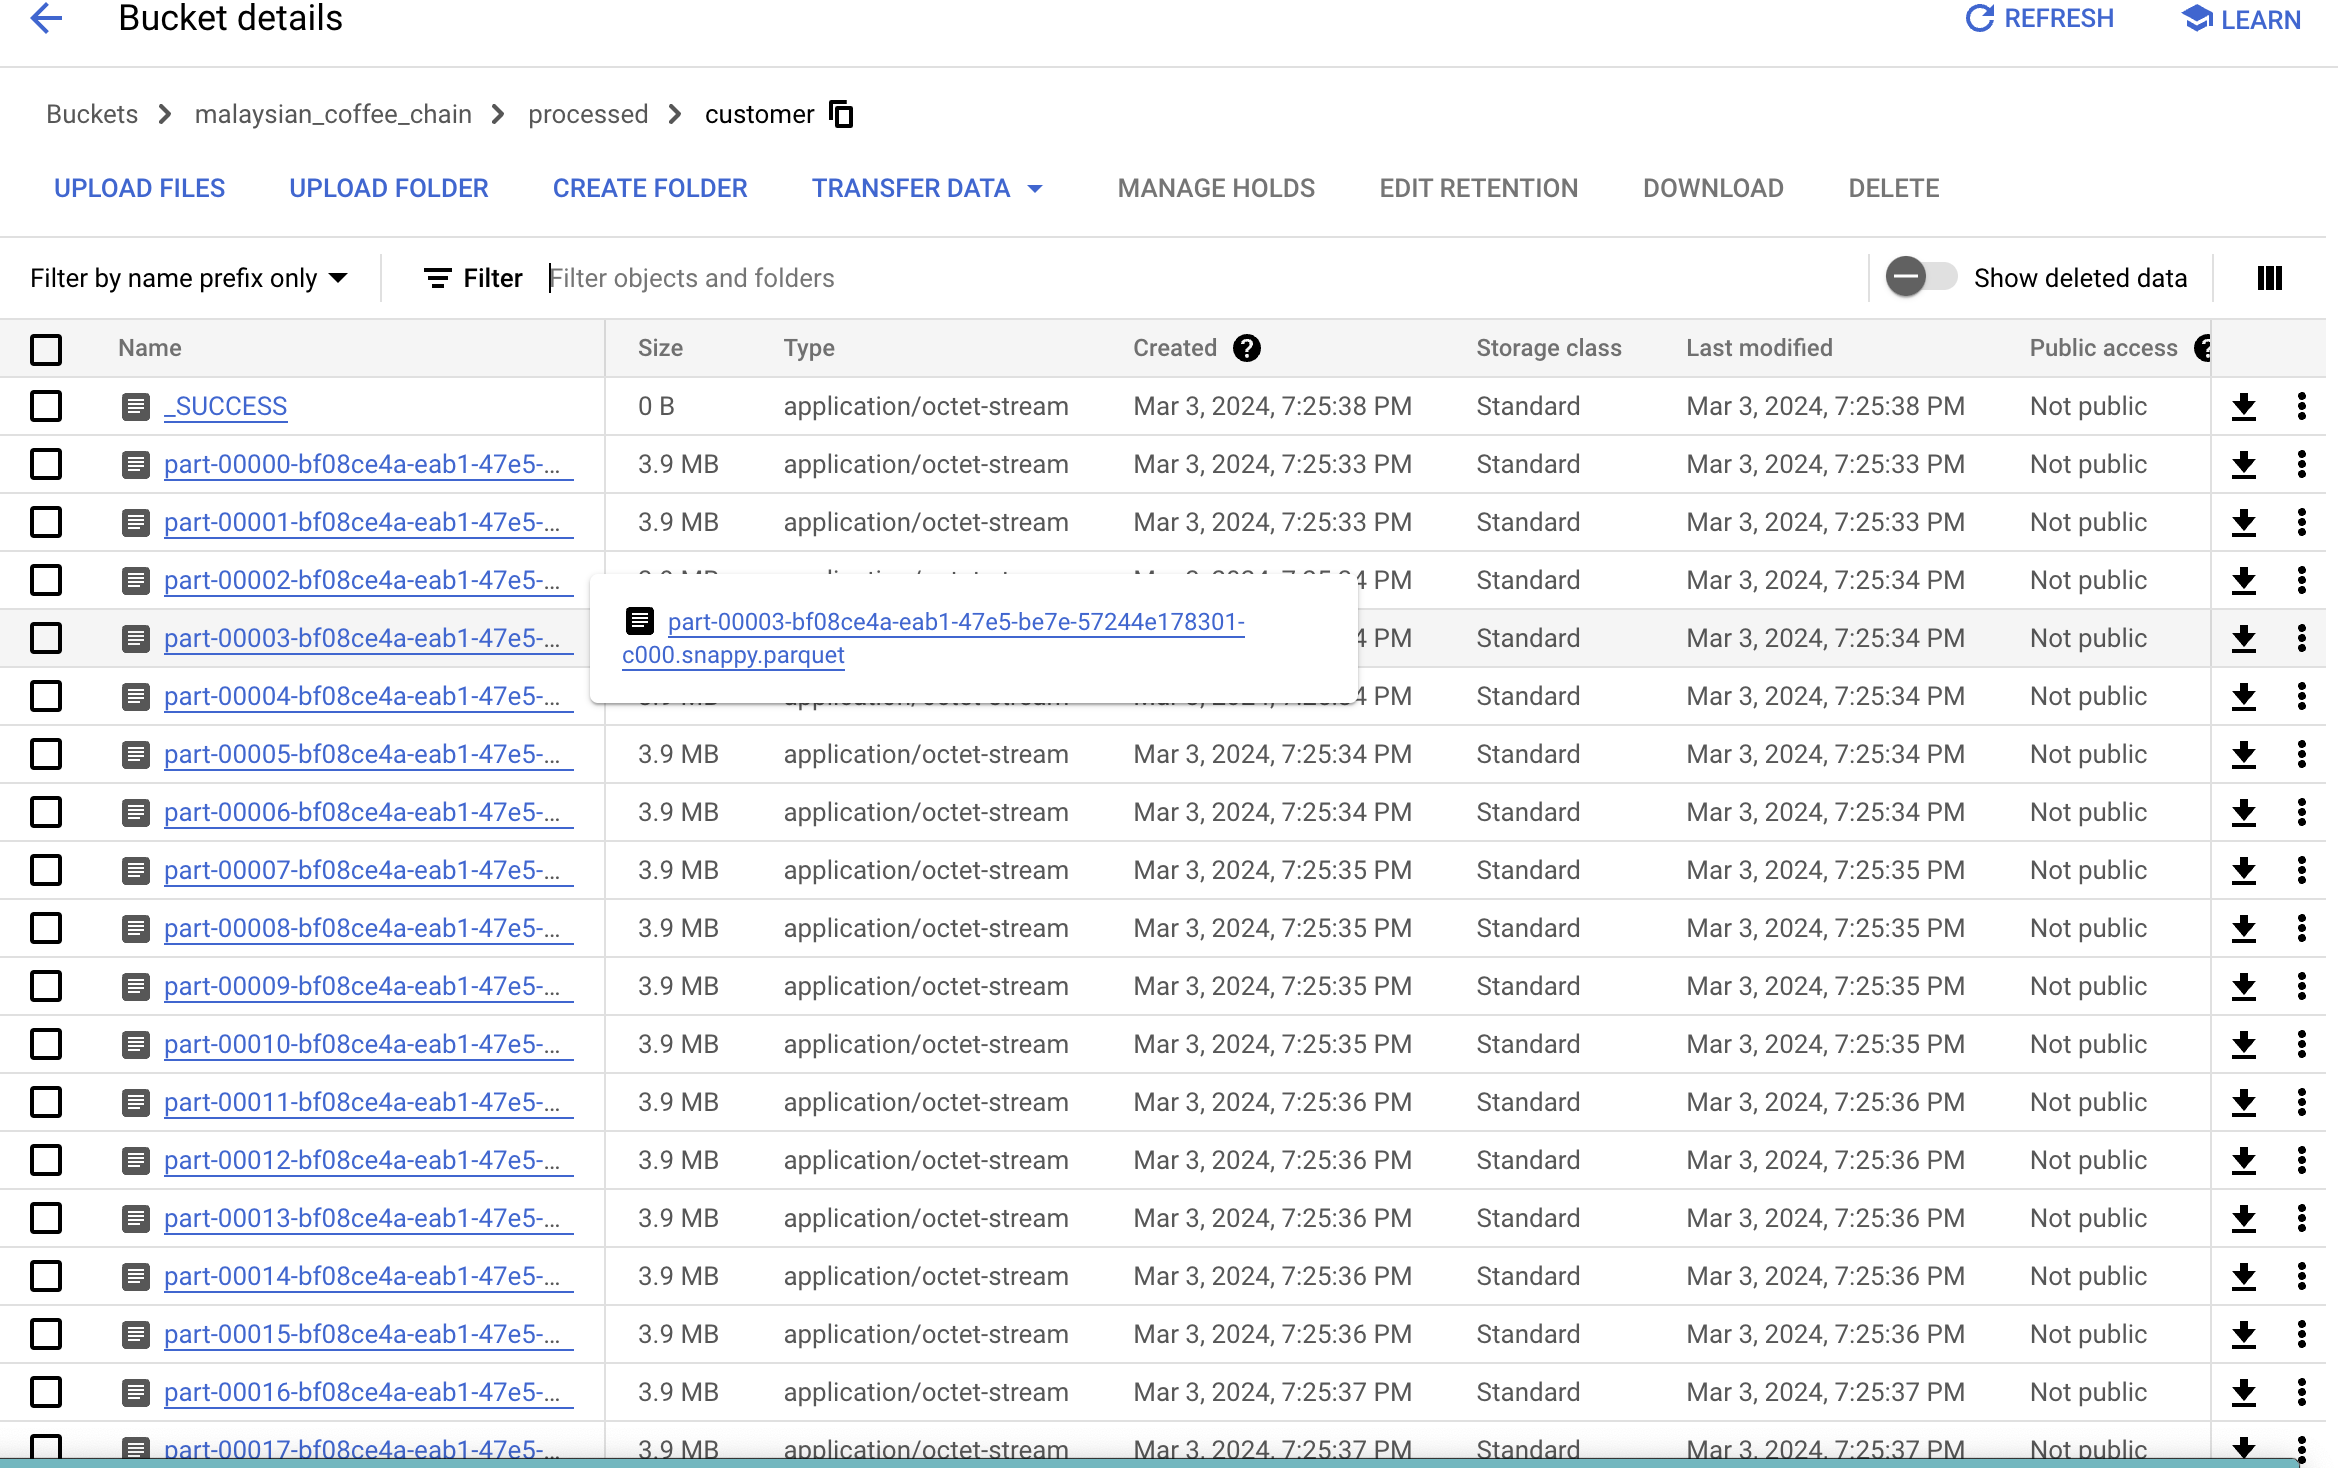 Bucket details REFRESH LEARN
Buckets malaysian_coffee_chain processed customer
UPLOAD FILES UPLOAD FOLDER CREATE FOLDER TRANSFER DATA MANAGE HOLDS EDIT RETENTION DOWNLOAD DELETE
Filter by name prefix only Filter Filter objects and folders Show deleted data
Name Size Type Created ? Storage class Last modified Public access
_SUCCESS 0 B application/octet-stream Mar 3, 2024, 7:25:38 PM Standard Mar 3, 2024, 7:25:38 PM Not public
part-00000-bf08ce4a-eab1-47e5-... 3.9 MB application/octet-stream Mar 3, 2024, 7:25:33 PM Standard Mar 3, 2024, 7:25:33 PM Not public
part-00001-bf08ce4a-eab1-47e5-... 3.9 MB application/octet-stream Mar 3, 2024, 7:25:33 PM Standard Mar 3, 2024, 7:25:33 PM Not public
part-00002-bf08ce4a-eab1-47e5-... 4 PM Standard Mar 3, 2024, 7:25:34 PM Not public
part-00003-bf08ce4a-eab1-47e5-be7e-57244e178301-
c000.snappy.parquet
part-00003-bf08ce4a-eab1-47e5-... 4 PM Standard Mar 3, 2024, 7:25:34 PM Not public
part-00004-bf08ce4a-eab1-47e5-... 4 PM Standard Mar 3, 2024, 7:25:34 PM Not public
part-00005-bf08ce4a-eab1-47e5-... 3.9 MB application/octet-stream Mar 3, 2024, 7:25:34 PM Standard Mar 3, 2024, 7:25:34 PM Not public
part-00006-bf08ce4a-eab1-47e5-... 3.9 MB application/octet-stream Mar 3, 2024, 7:25:34 PM Standard Mar 3, 2024, 7:25:34 PM Not public
part-00007-bf08ce4a-eab1-47e5-... 3.9 MB application/octet-stream Mar 3, 2024, 7:25:35 PM Standard Mar 3, 2024, 7:25:35 PM Not public
part-00008-bf08ce4a-eab1-47e5-... 3.9 MB application/octet-stream Mar 3, 2024, 7:25:35 PM Standard Mar 3, 2024, 7:25:35 PM Not public
part-00009-bf08ce4a-eab1-47e5-... 3.9 MB application/octet-stream Mar 3, 2024, 7:25:35 PM Standard Mar 3, 2024, 7:25:35 PM Not public
part-00010-bf08ce4a-eab1-47e5-... 3.9 MB application/octet-stream Mar 3, 2024, 7:25:35 PM Standard Mar 3, 2024, 7:25:35 PM Not public
part-00011-bf08ce4a-eab1-47e5-... 3.9 MB application/octet-stream Mar 3, 2024, 7:25:36 PM Standard Mar 3, 2024, 7:25:36 PM Not public
part-00012-bf08ce4a-eab1-47e5-... 3.9 MB application/octet-stream Mar 3, 2024, 7:25:36 PM Standard Mar 3, 2024, 7:25:36 PM Not public
part-00013-bf08ce4a-eab1-47e5-... 3.9 MB application/octet-stream Mar 3, 2024, 7:25:36 PM Standard Mar 3, 2024, 7:25:36 PM Not public
part-00014-bf08ce4a-eab1-47e5-... 3.9 MB application/octet-stream Mar 3, 2024, 7:25:36 PM Standard Mar 3, 2024, 7:25:36 PM Not public
part-00015-bf08ce4a-eab1-47e5-... 3.9 MB application/octet-stream Mar 3, 2024, 7:25:36 PM Standard Mar 3, 2024, 7:25:36 PM Not public
part-00016-bf08ce4a-eab1-47e5-... 3.9 MB application/octet-stream Mar 3, 2024, 7:25:37 PM Standard Mar 3, 2024, 7:25:37 PM Not public
part-00017-bf08ce4a-eab1-47e5-... 3.9 MB application/octet-stream Mar 3, 2024, 7:25:37 PM Standard Mar 3, 2024, 7:25:37 PM Not public